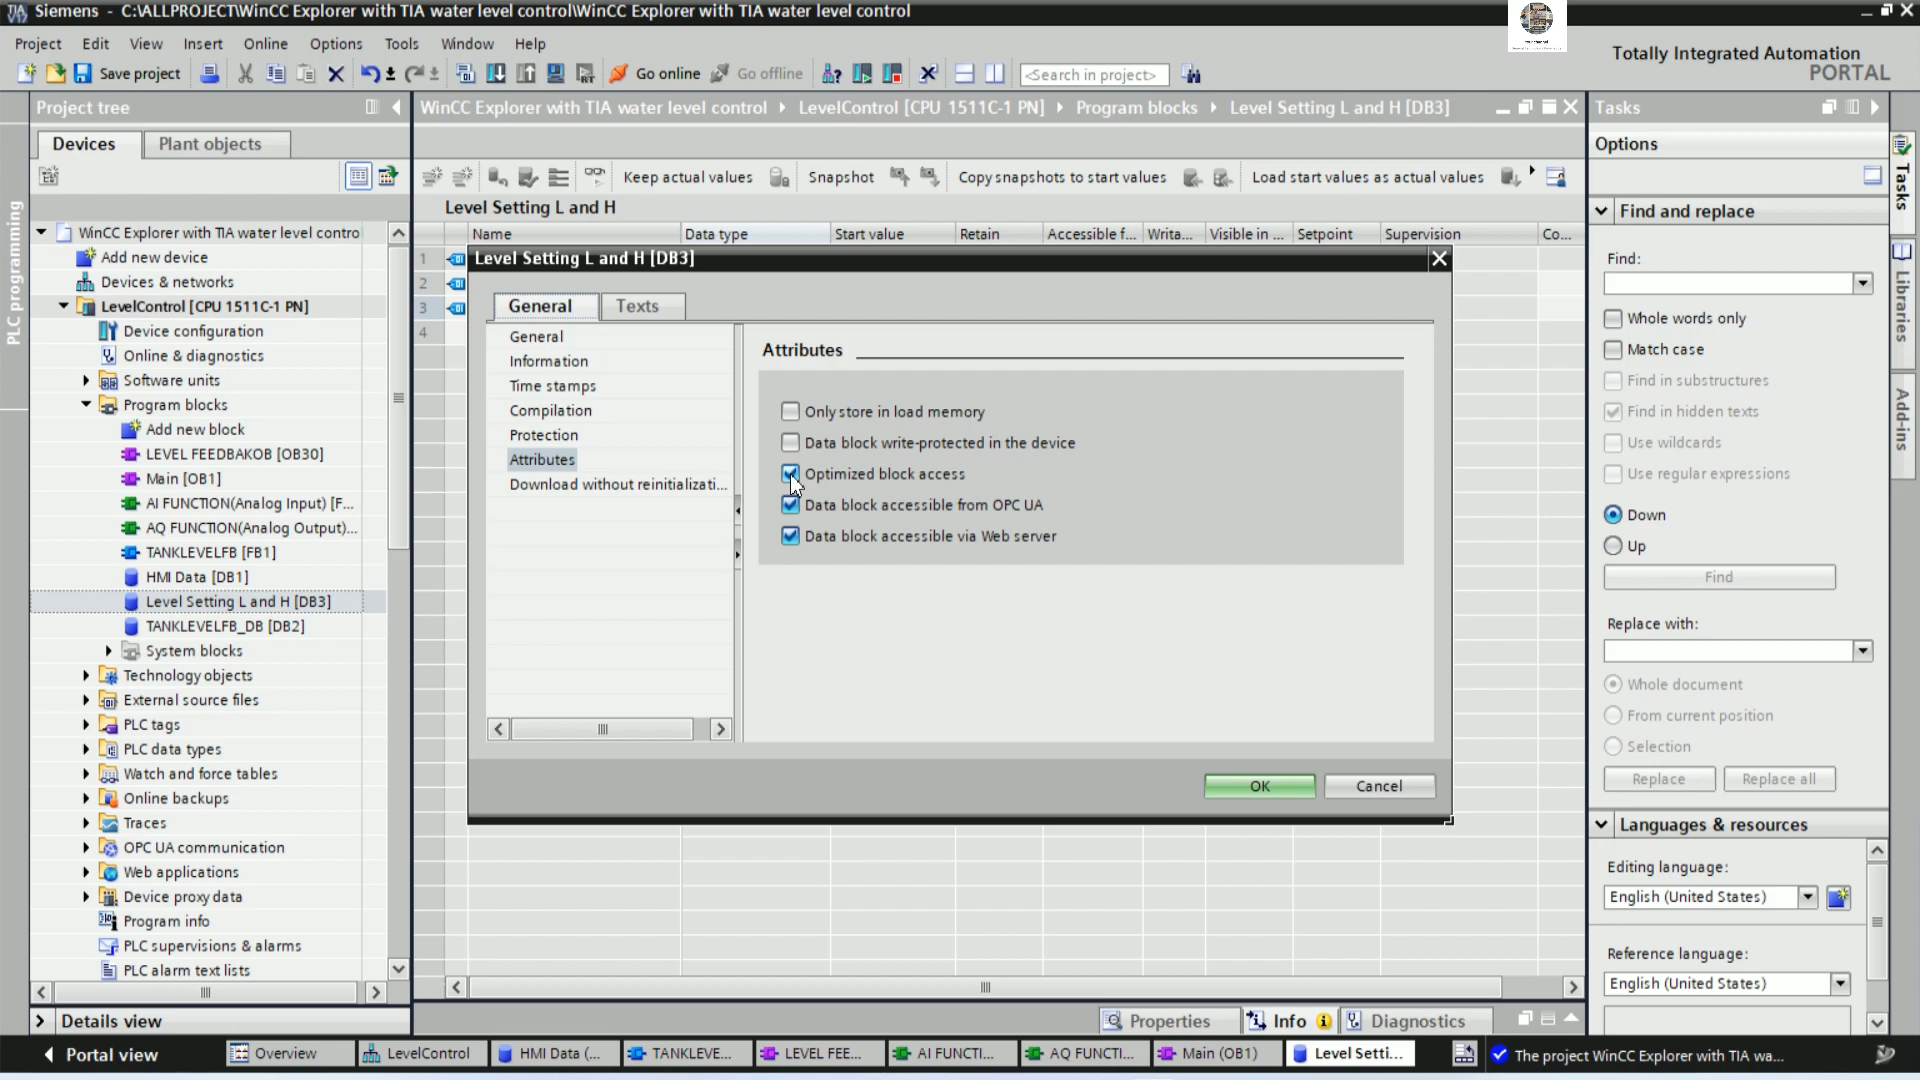 Siemens - C:\ALLPROJECT\WinCC Explorer with TIA water level control\WinCC Explorer with TIA water level control
Project Edit View Insert Online Options Tools Window Help
Totally Integrated Automation
PORTAL
Save project
Go online
Go offline
<Search in project>
Project tree
WinCC Explorer with TIA water level control
LevelControl [CPU 1511C-1 PN]
Program blocks
Level Setting L and H [DB3]
Tasks
Devices
Plant objects
Options
Keep actual values
Snapshot
Copy snapshots to start values
Load start values as actual values
PLC programming
Tasks
Libraries
Add-ins
Level Setting L and H
Name
Data type
Start value
Retain
Accessible f...
Writa...
Visible in ...
Setpoint
Supervision
Co...
1
2
3
4
WinCC Explorer with TIA water level contro
Add new device
Devices & networks
LevelControl [CPU 1511C-1 PN]
Device configuration
Online & diagnostics
Software units
Program blocks
Add new block
LEVEL FEEDBAKOB [OB30]
Main [OB1]
AI FUNCTION(Analog Input) [F...
AQ FUNCTION(Analog Output)...
TANKLEVELFB [FB1]
HMI Data [DB1]
Level Setting L and H [DB3]
TANKLEVELFB_DB [DB2]
System blocks
Technology objects
External source files
PLC tags
PLC data types
Watch and force tables
Online backups
Traces
OPC UA communication
Web applications
Device proxy data
Program info
PLC supervisions & alarms
PLC alarm text lists
Details view
Level Setting L and H [DB3]
General
Texts
General
Information
Time stamps
Compilation
Protection
Attributes
Download without reinitializati...
Attributes
Only store in load memory
Data block write-protected in the device
Optimized block access
Data block accessible from OPC UA
Data block accessible via Web server
OK
Cancel
Find and replace
Find:
Whole words only
Match case
Find in substructures
Find in hidden texts
Use wildcards
Use regular expressions
Down
Up
Find
Replace with:
Whole document
From current position
Selection
Replace
Replace all
Languages & resources
Editing language:
English (United States)
Reference language:
English (United States)
Properties
Info
Diagnostics
Portal view
Overview
LevelControl
HMI Data (...
TANKLEVE...
LEVEL FEE...
AI FUNCTI...
AQ FUNCTI...
Main (OB1)
Level Setti...
The project WinCC Explorer with TIA wa...